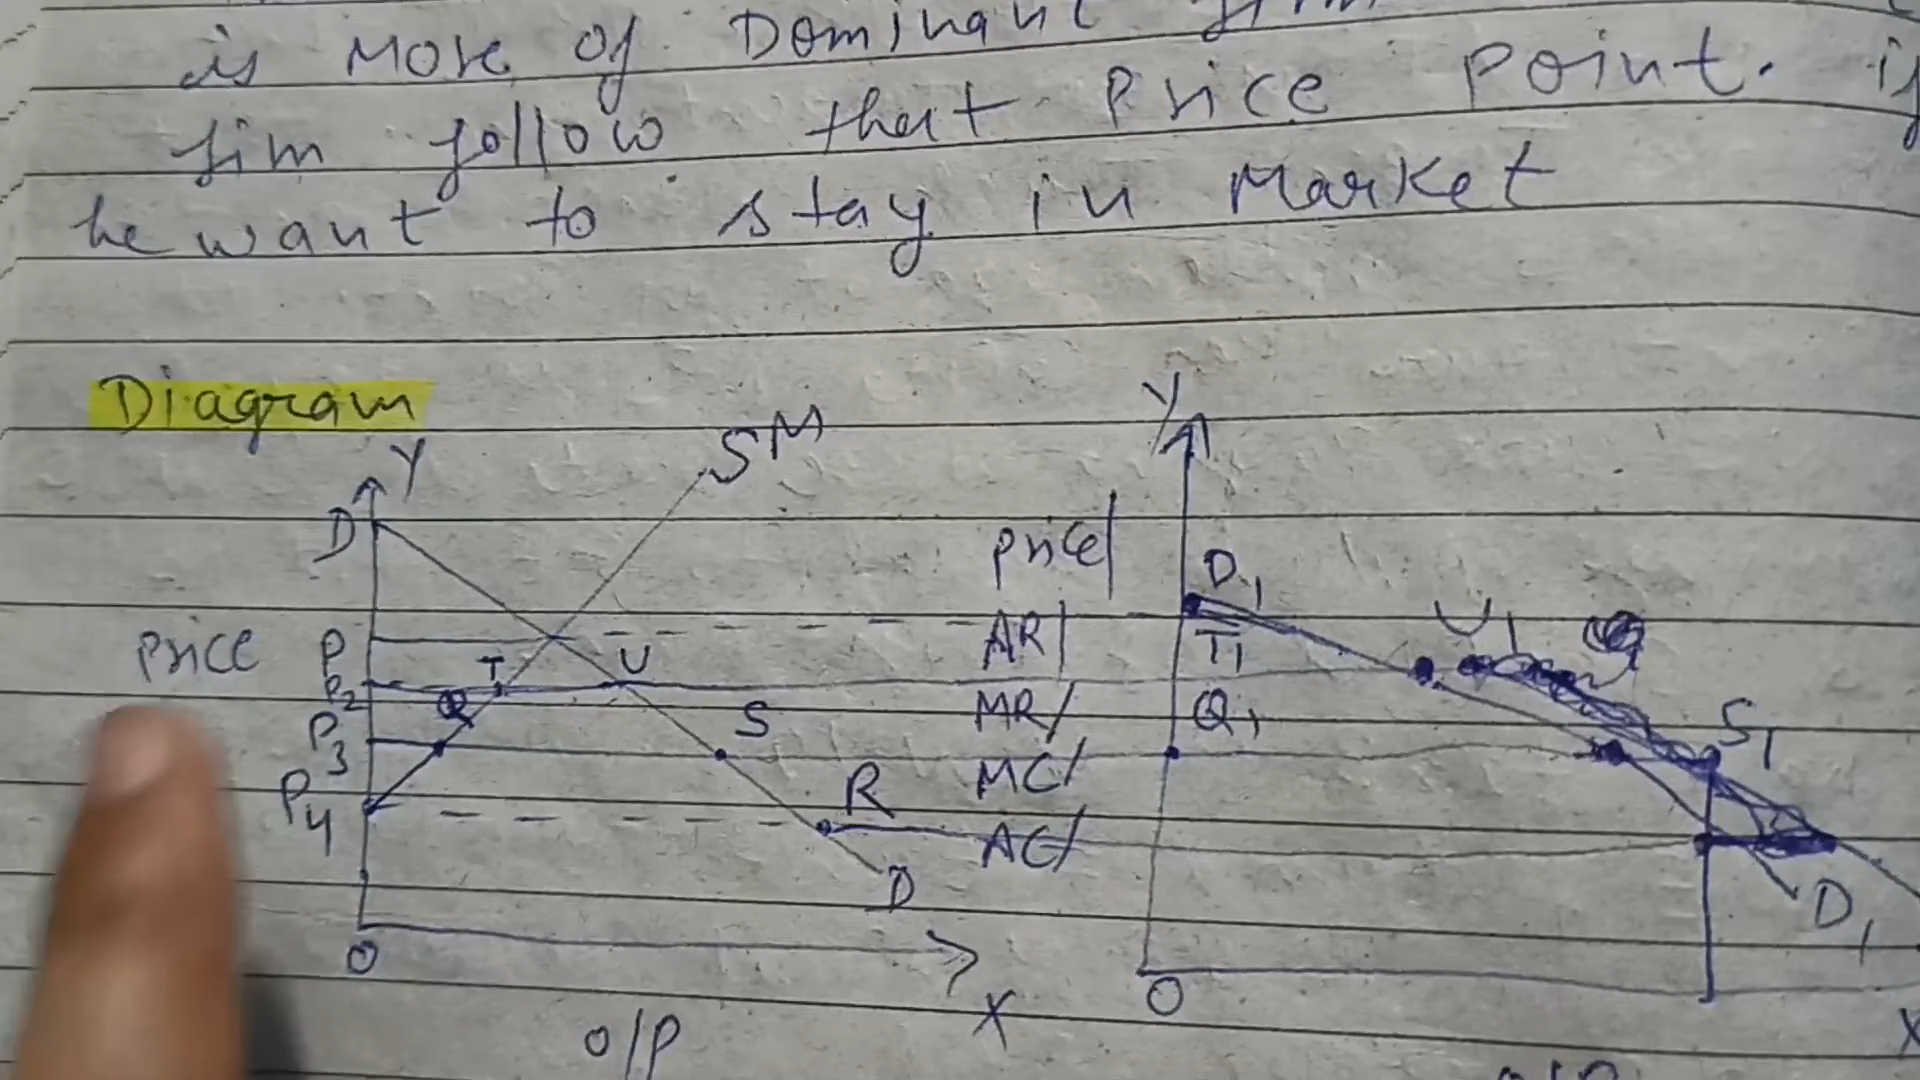 is More of Dominant
fim follow that Price Point. if
he want to stay in Market
Diagram
Y
SM
D
Price
P
P2
P3
P4
T
U
Q
S
R
D
O
X
O/P
Y
Price/
AR/
MR/
MC/
AC/
D1
T1
Q1
U1
S1
D1
O
X